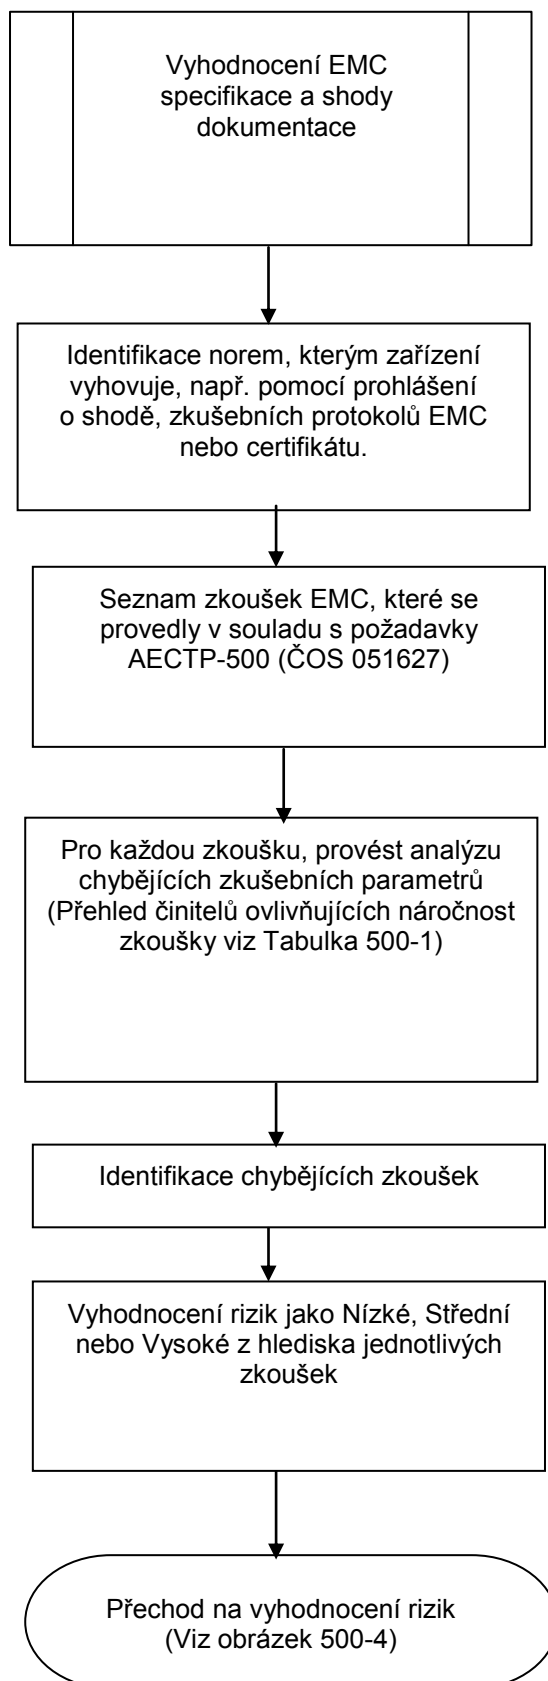 Vyhodnocení EMC
specifikace a shody
dokumentace
Identifikace norem, kterým zařízení
vyhovuje, např. pomocí prohlášení
o shodě, zkušebních protokolů EMC
nebo certifikátu.
Seznam zkoušek EMC, které se
provedly v souladu s požadavky
AECTP-500 (ČOS 051627)
Pro každou zkoušku, provést analýzu
chybějících zkušebních parametrů
(Přehled činitelů ovlivňujících náročnost
zkoušky viz Tabulka 500-1)
Identifikace chybějících zkoušek
Vyhodnocení rizik jako Nízké, Střední
nebo Vysoké z hlediska jednotlivých
zkoušek
Přechod na vyhodnocení rizik
(Viz obrázek 500-4)